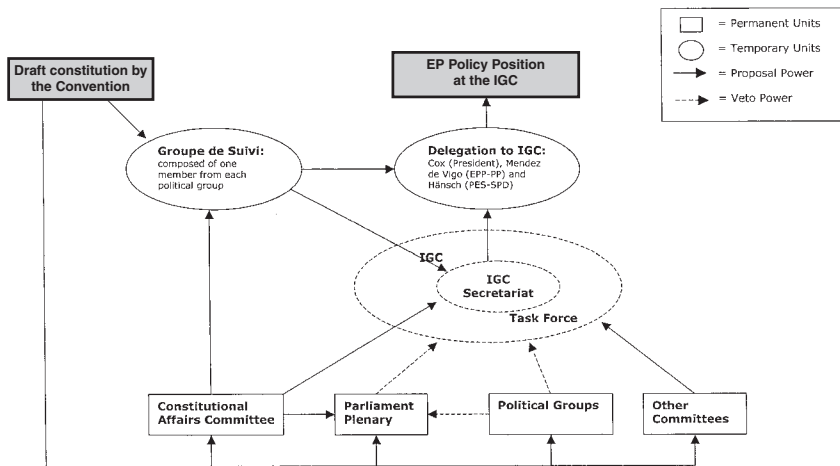 = Permanent Units
= Temporary Units
= Proposal Power
= Veto Power
Draft constitution by
the Convention
EP Policy Position
at the IGC
Groupe de Suivi:
composed of one
member from each
political group
Delegation to IGC:
Cox (President), Mendez
de Vigo (EPP-PP) and
Hänsch (PES-SPD)
IGC
IGC
Secretariat
Task Force
Constitutional
Affairs Committee
Parliament
Plenary
Political Groups
Other
Committees